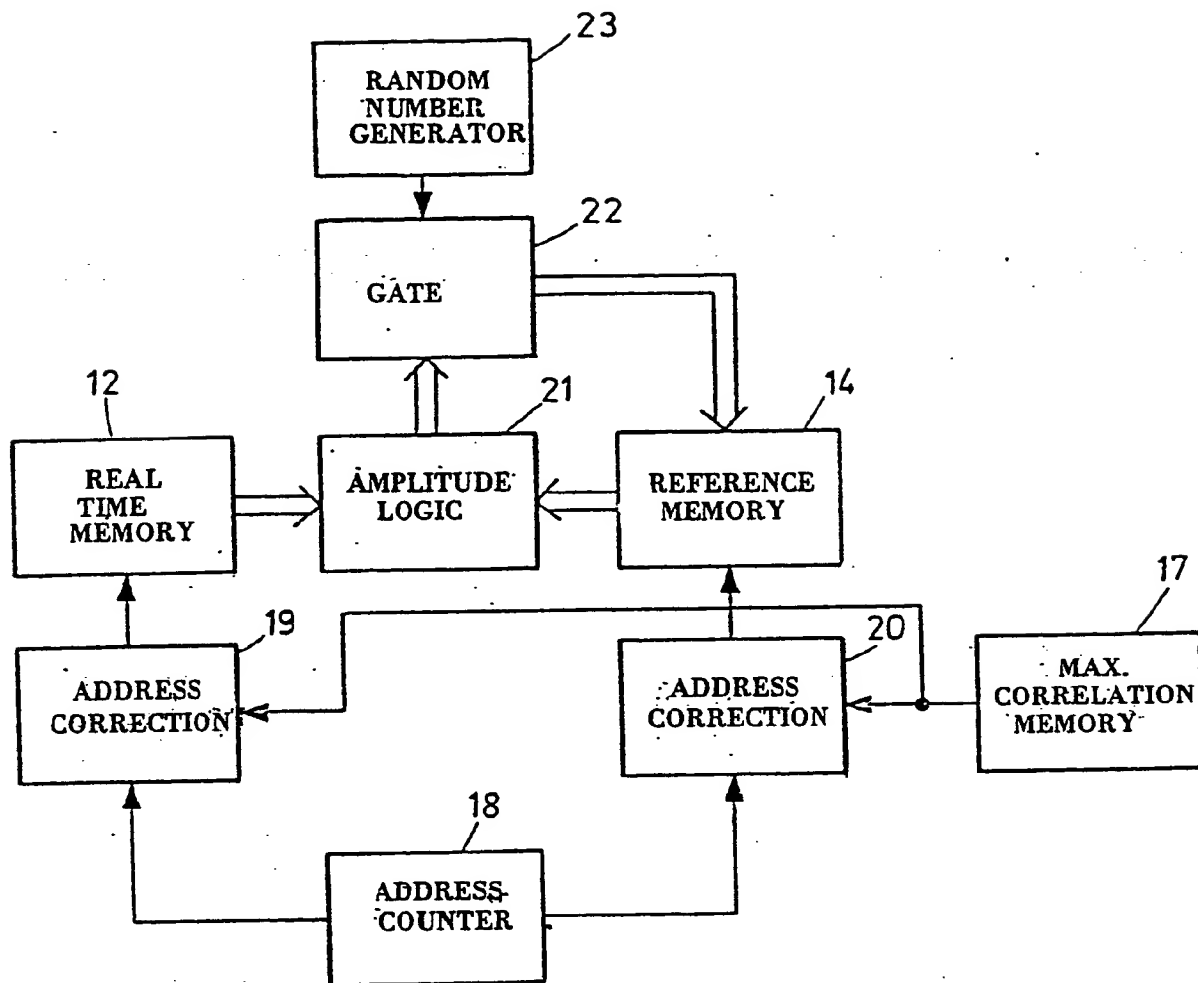 23
RANDOM
NUMBER
GENERATOR
22
GATE
12
21
14
REAL
TIME
MEMORY
AMPLITUDE
LOGIC
REFERENCE
MEMORY
19
20
17
ADDRESS
CORRECTION
ADDRESS
CORRECTION
MAX.
CORRELATION
MEMORY
18
ADDRESS
COUNTER